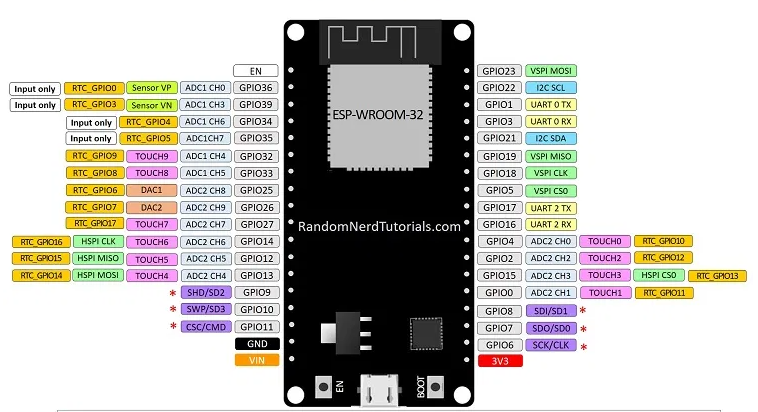 EN
Input only RTC_GPIO0 Sensor VP ADC1 CH0 GPIO36
Input only RTC_GPIO3 Sensor VN ADC1 CH3 GPIO39
Input only RTC_GPIO4 ADC1 CH6 GPIO34
Input only RTC_GPIO5 ADC1CH7 GPIO35
RTC_GPIO9 TOUCH9 ADC1 CH4 GPIO32
RTC_GPIO8 TOUCH8 ADC1 CH5 GPIO33
RTC_GPIO6 DAC1 ADC2 CH8 GPIO25
RTC_GPIO7 DAC2 ADC2 CH9 GPIO26
RTC_GPIO17 TOUCH7 ADC2 CH7 GPIO27
RTC_GPIO16 HSPI CLK TOUCH6 ADC2 CH6 GPIO14
RTC_GPIO15 HSPI MISO TOUCH5 ADC2 CH5 GPIO12
RTC_GPIO14 HSPI MOSI TOUCH4 ADC2 CH4 GPIO13
* SHD/SD2 GPIO9
* SWP/SD3 GPIO10
* CSC/CMD GPIO11
GND
VIN
ESP-WROOM-32
RandomNerdTutorials.com
EN
BOOT
GPIO23 VSPI MOSI
GPIO22 I2C SCL
GPIO1 UART 0 TX
GPIO3 UART 0 RX
GPIO21 I2C SDA
GPIO19 VSPI MISO
GPIO18 VSPI CLK
GPIO5 VSPI CS0
GPIO17 UART 2 TX
GPIO16 UART 2 RX
GPIO4 ADC2 CH0 TOUCH0 RTC_GPIO10
GPIO2 ADC2 CH2 TOUCH2 RTC_GPIO12
GPIO15 ADC2 CH3 TOUCH3 HSPI CS0 RTC_GPIO13
GPIO0 ADC2 CH1 TOUCH1 RTC_GPIO11
GPIO8 SDI/SD1 *
GPIO7 SDO/SD0 *
GPIO6 SCK/CLK *
3V3